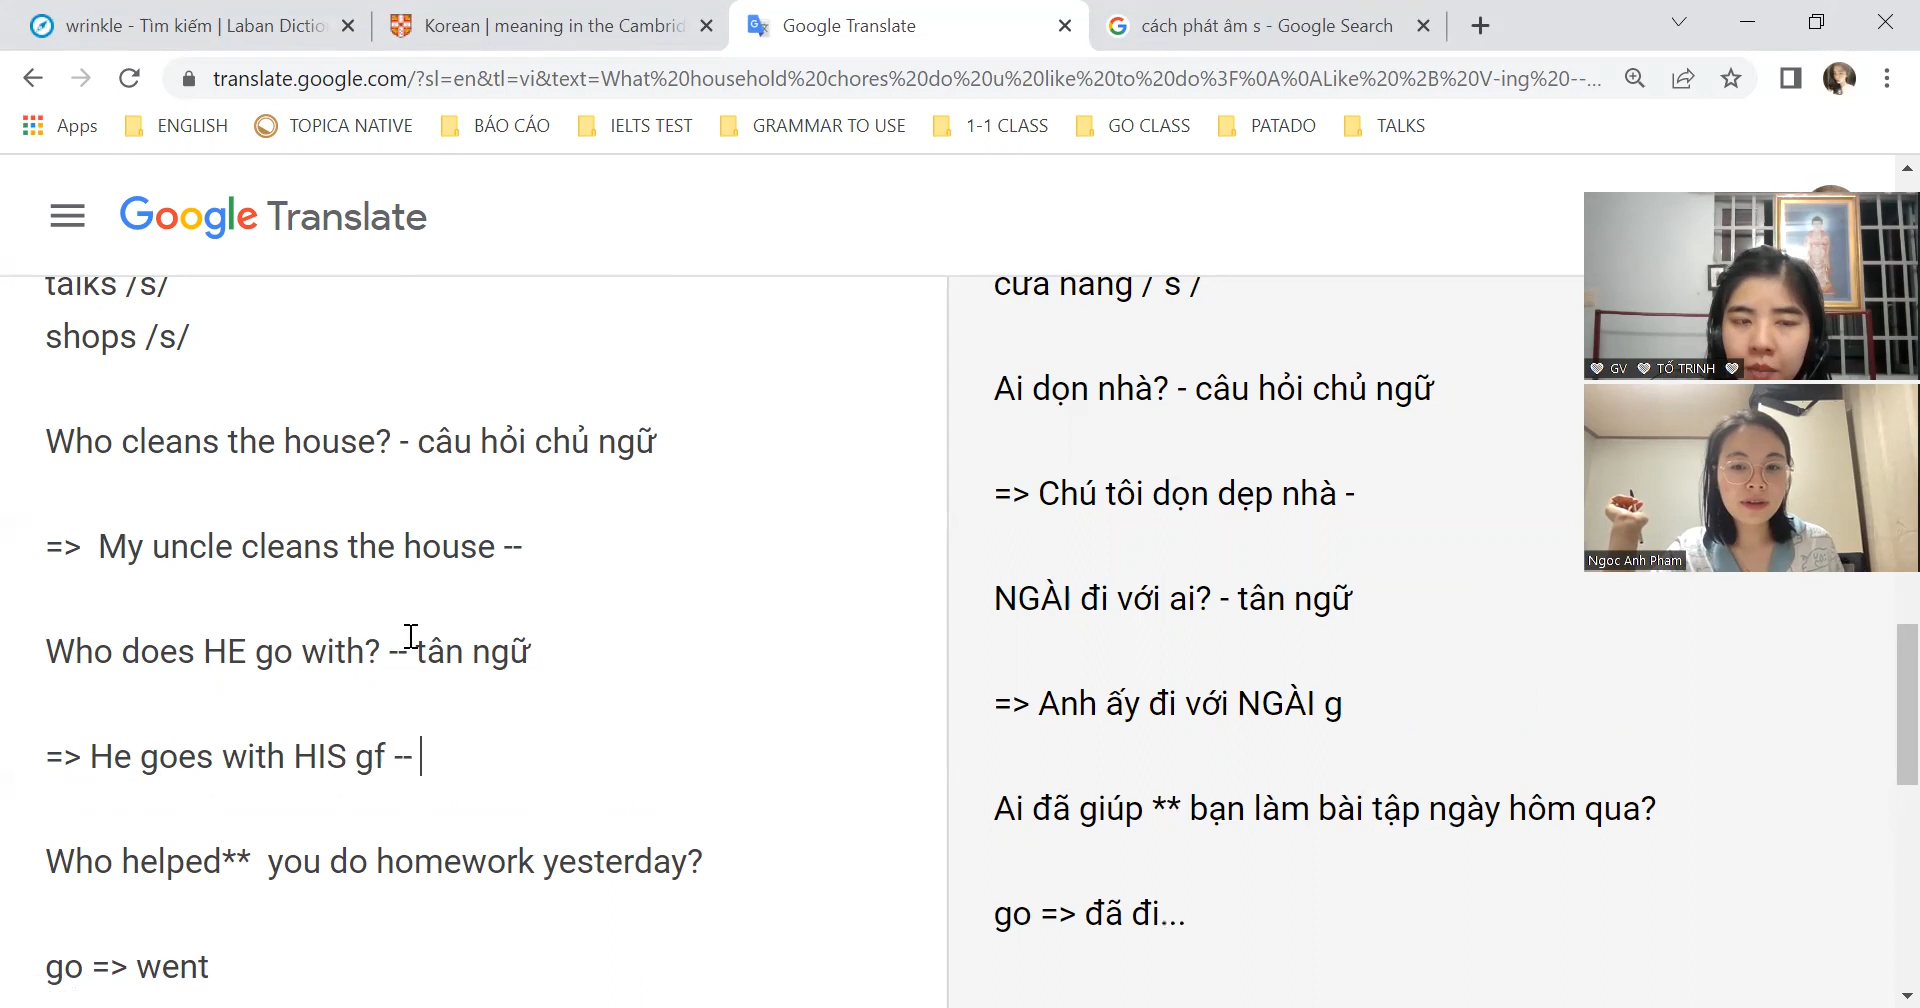 wrinkle - Tìm kiếm | Laban Dictio
Korean | meaning in the Cambrid
Google Translate
cách phát âm s - Google Search
translate.google.com/?sl=en&tl=vi&text=What%20household%20chores%20do%20u%20like%20to%20do%3F%0A%0ALike%20%2B%20V-ing%20--...
Apps
ENGLISH
TOPICA NATIVE
BÁO CÁO
IELTS TEST
GRAMMAR TO USE
1-1 CLASS
GO CLASS
PATADO
TALKS
Google Translate
talks /s/
shops /s/
Who cleans the house? - câu hỏi chủ ngữ
=> My uncle cleans the house --
Who does HE go with? -- tân ngữ
=> He goes with HIS gf --
Who helped** you do homework yesterday?
go => went
cửa hàng / s /
Ai dọn nhà? - câu hỏi chủ ngữ
=> Chú tôi dọn dẹp nhà -
NGÀI đi với ai? - tân ngữ
=> Anh ấy đi với NGÀI g
Ai đã giúp ** bạn làm bài tập ngày hôm qua?
go => đã đi...
GV TỐ TRINH
Ngoc Anh Pham